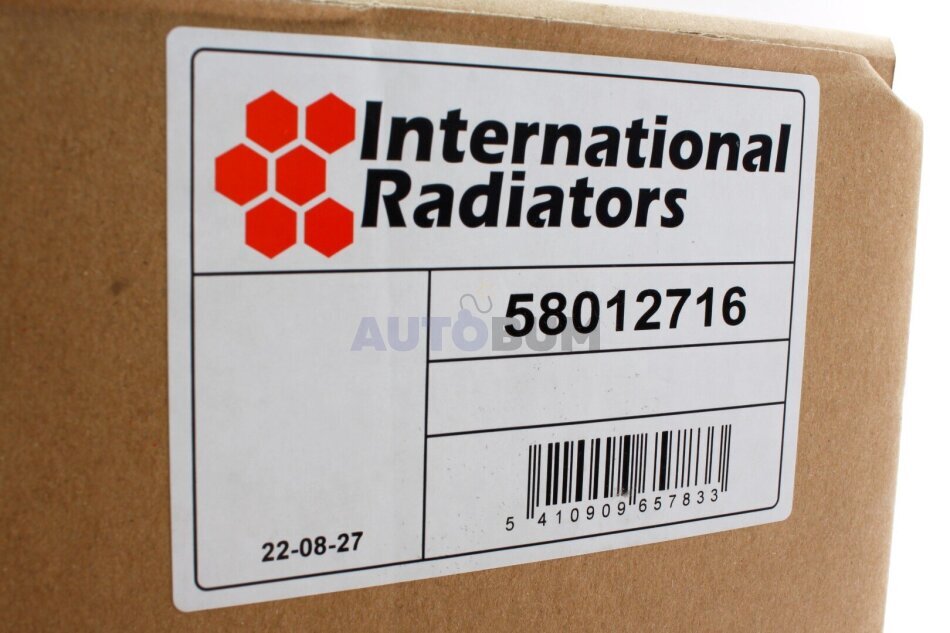 International
Radiators
58012716
AUTOBUM
5 410909 657833
22-08-27